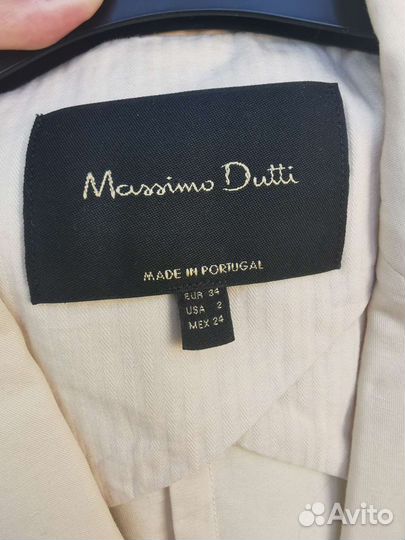 Massimo Dutti
MADE IN PORTUGAL
EUR 34
USA 2
MEX 24
Avito